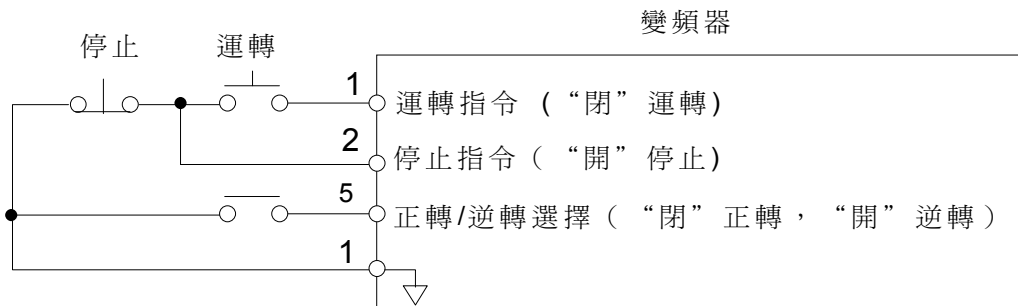 變頻器
停止
運轉
1
運轉指令 (“閉”運轉)
2
停止指令（“開”停止)
5
正轉/逆轉選擇（“閉”正轉，“開”逆轉）
1